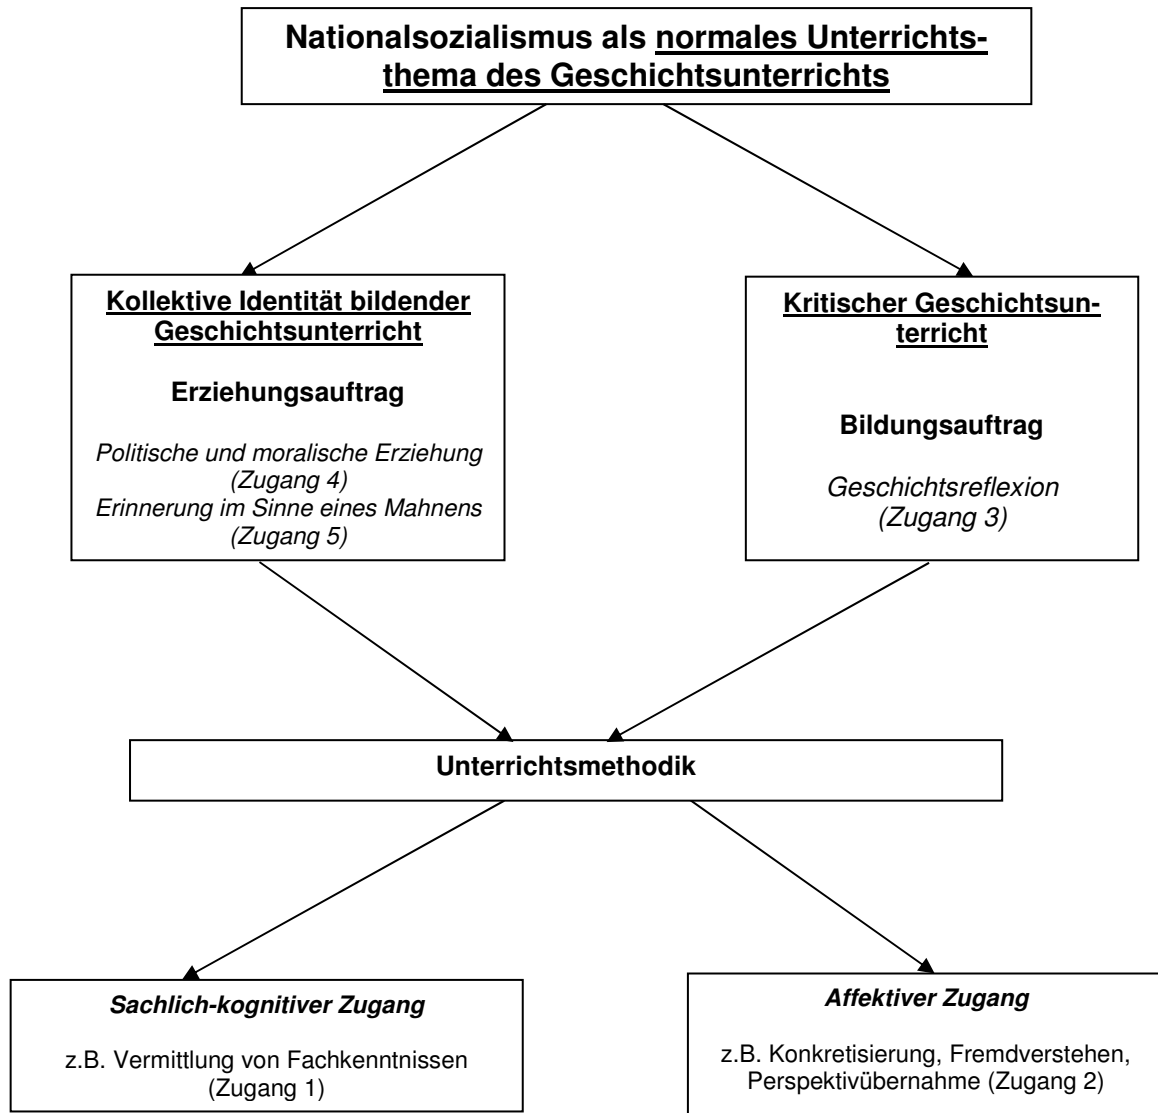 Nationalsozialismus als normales Unterrichts-
thema des Geschichtsunterrichts
Kollektive Identität bildender
Geschichtsunterricht
Erziehungsauftrag
Politische und moralische Erziehung
(Zugang 4)
Erinnerung im Sinne eines Mahnens
(Zugang 5)
Kritischer Geschichtsun-
terricht
Bildungsauftrag
Geschichtsreflexion
(Zugang 3)
Unterrichtsmethodik
Sachlich-kognitiver Zugang
z.B. Vermittlung von Fachkenntnissen
(Zugang 1)
Affektiver Zugang
z.B. Konkretisierung, Fremdverstehen,
Perspektivübernahme (Zugang 2)